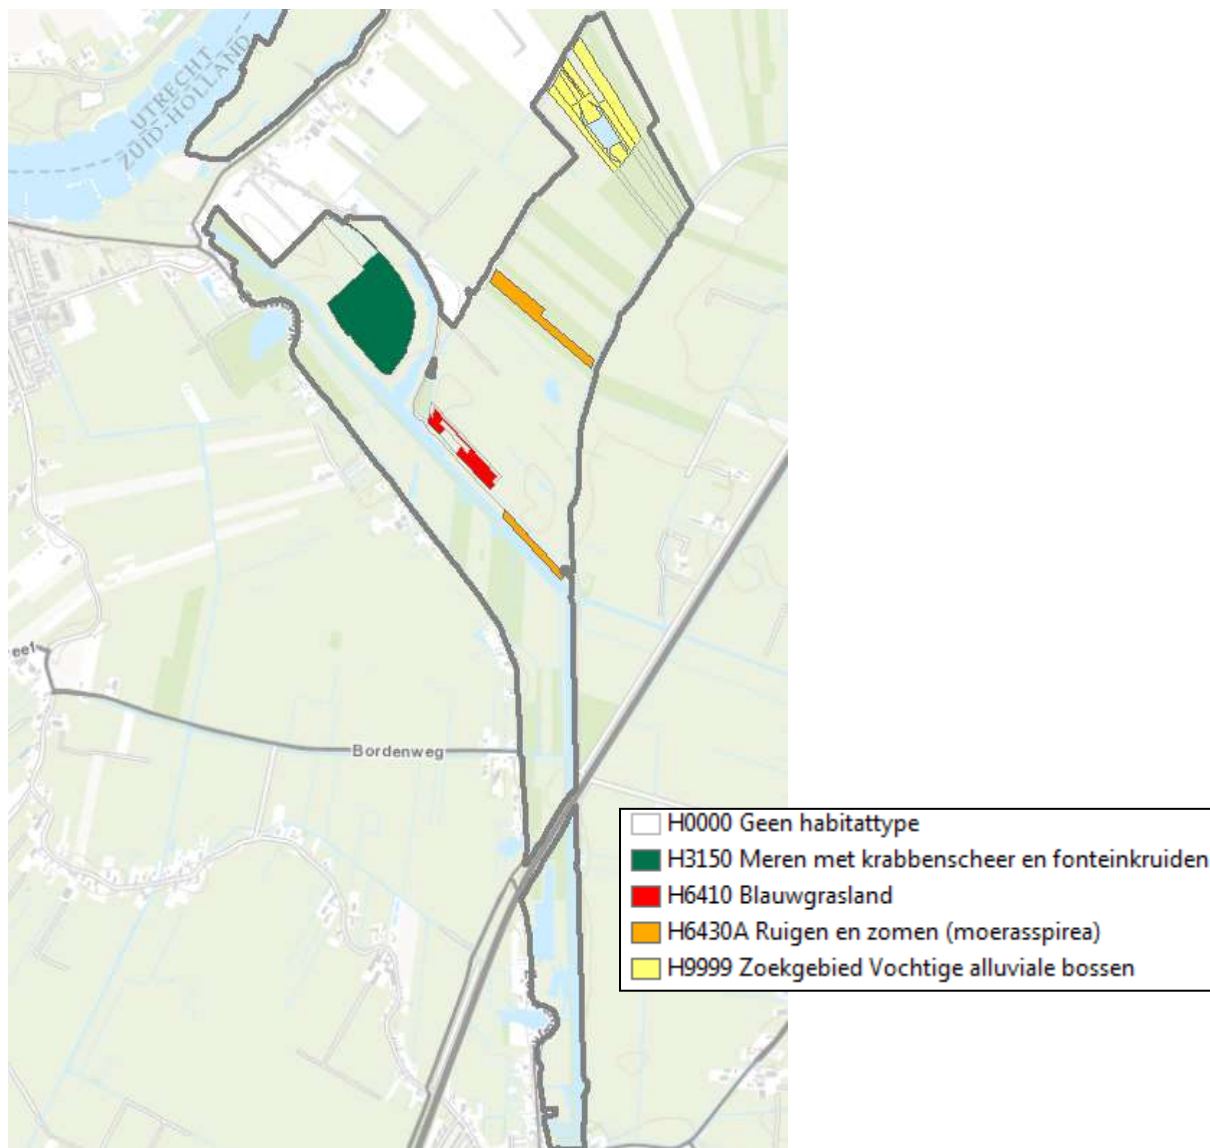 UTRECHT
ZUID-HOLLAND
eef
Bordenweg
H0000 Geen habitattype
H3150 Meren met krabbenscheer en fonteinkruiden
H6410 Blauwgrasland
H6430A Ruigen en zomen (moerasspirea)
H9999 Zoekgebied Vochtige alluviale bossen